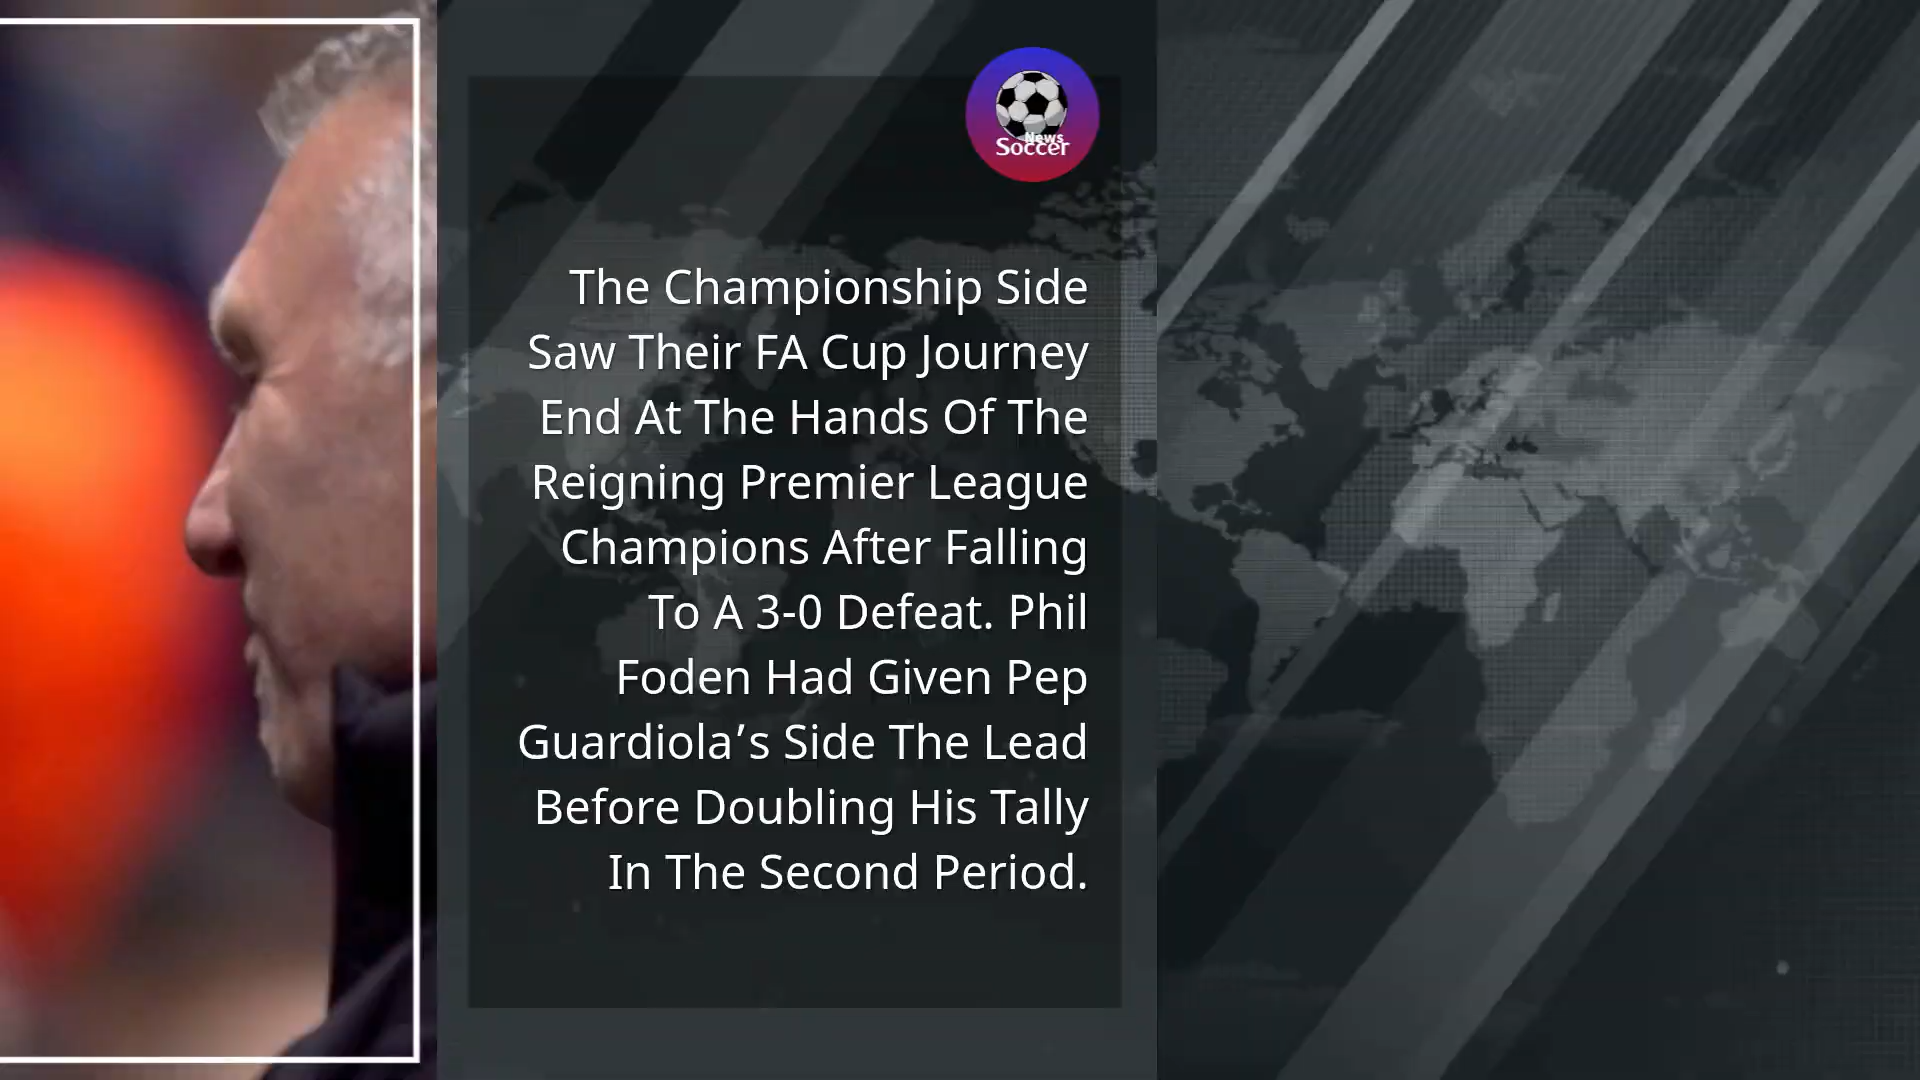 News
Soccer
The Championship Side
Saw Their FA Cup Journey
End At The Hands Of The
Reigning Premier League
Champions After Falling
To A 3-0 Defeat. Phil
Foden Had Given Pep
Guardiola’s Side The Lead
Before Doubling His Tally
In The Second Period.